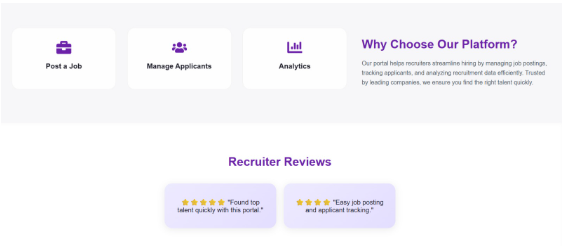 Post a Job
Manage Applicants
Analytics
Why Choose Our Platform?
Our portal helps recruiters streamline hiring by managing job postings,
tracking applicants, and analyzing recruitment data efficiently. Trusted
by leading companies, we ensure you find the right talent quickly.
Recruiter Reviews
"Found top
talent quickly with this portal."
"Easy job posting
and applicant tracking."